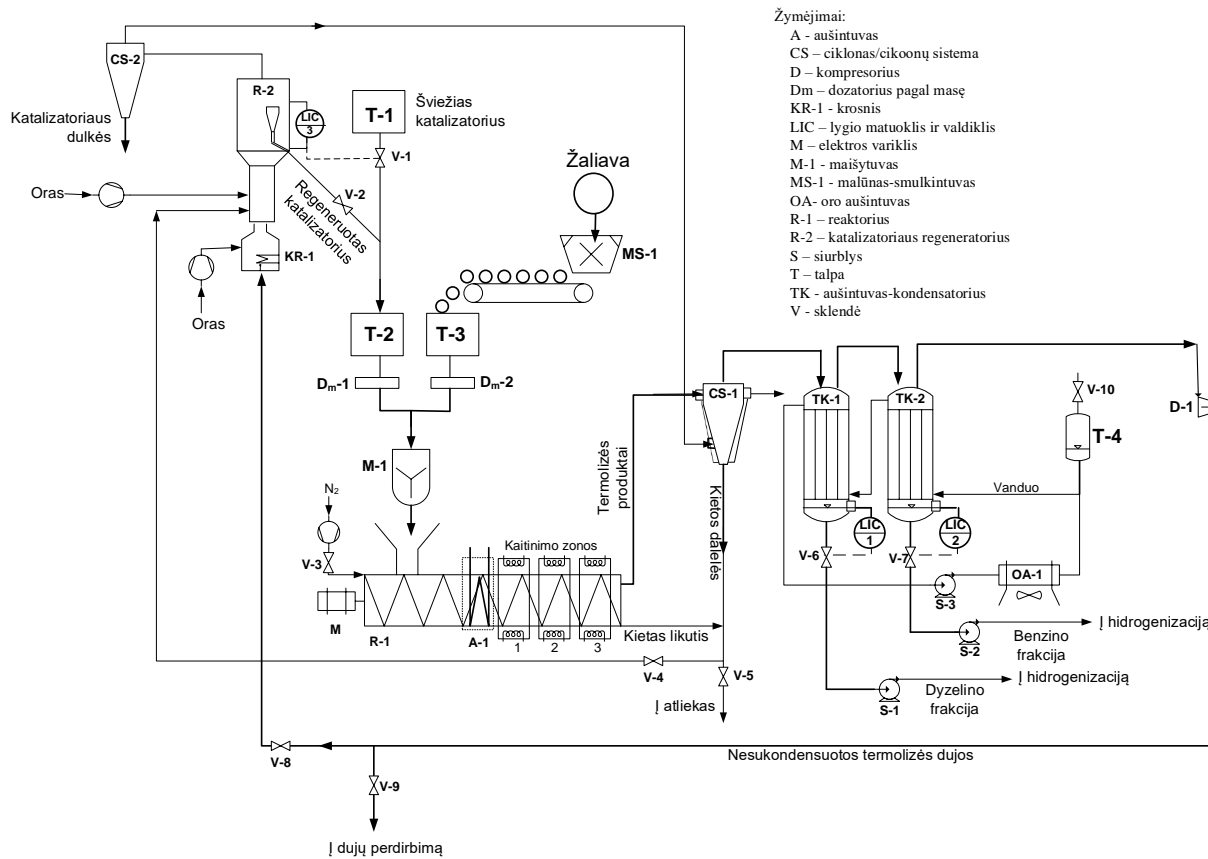 Žymėjimai:
A - aušintuvas
CS – ciklonas/cikoonų sistema
D – kompresorius
Dm – dozatorius pagal masę
KR-1 - krosnis
LIC – lygio matuoklis ir valdiklis
M – elektros variklis
M-1 - maišytuvas
MS-1 - malūnas-smulkintuvas
OA- oro aušintuvas
R-1 – reaktorius
R-2 – katalizatoriaus regeneratorius
S – siurblys
T – talpa
TK - aušintuvas-kondensatorius
V - sklendė
CS-2
R-2
LIC
3
T-1
Šviežias
katalizatorius
Katalizatoriaus
dulkės
V-1
Žaliava
Oras
V-2
Regeneruotas
katalizatorius
MS-1
KR-1
Oras
T-2
T-3
Dm-1
Dm-2
CS-1
TK-1
TK-2
V-10
D-1
T-4
M-1
Termolizės
produktai
Kietos dalelės
Vanduo
N2
V-3
Kaitinimo zonos
LIC
1
LIC
2
V-6
V-7
OA-1
S-3
M
R-1
A-1
1
2
3
Kietas likutis
S-2
Benzino
frakcija
Į hidrogenizaciją
V-4
V-5
S-1
Dyzelino
frakcija
Į hidrogenizaciją
Į atliekas
V-8
Nesukondensuotos termolizės dujos
V-9
Į dujų perdirbimą